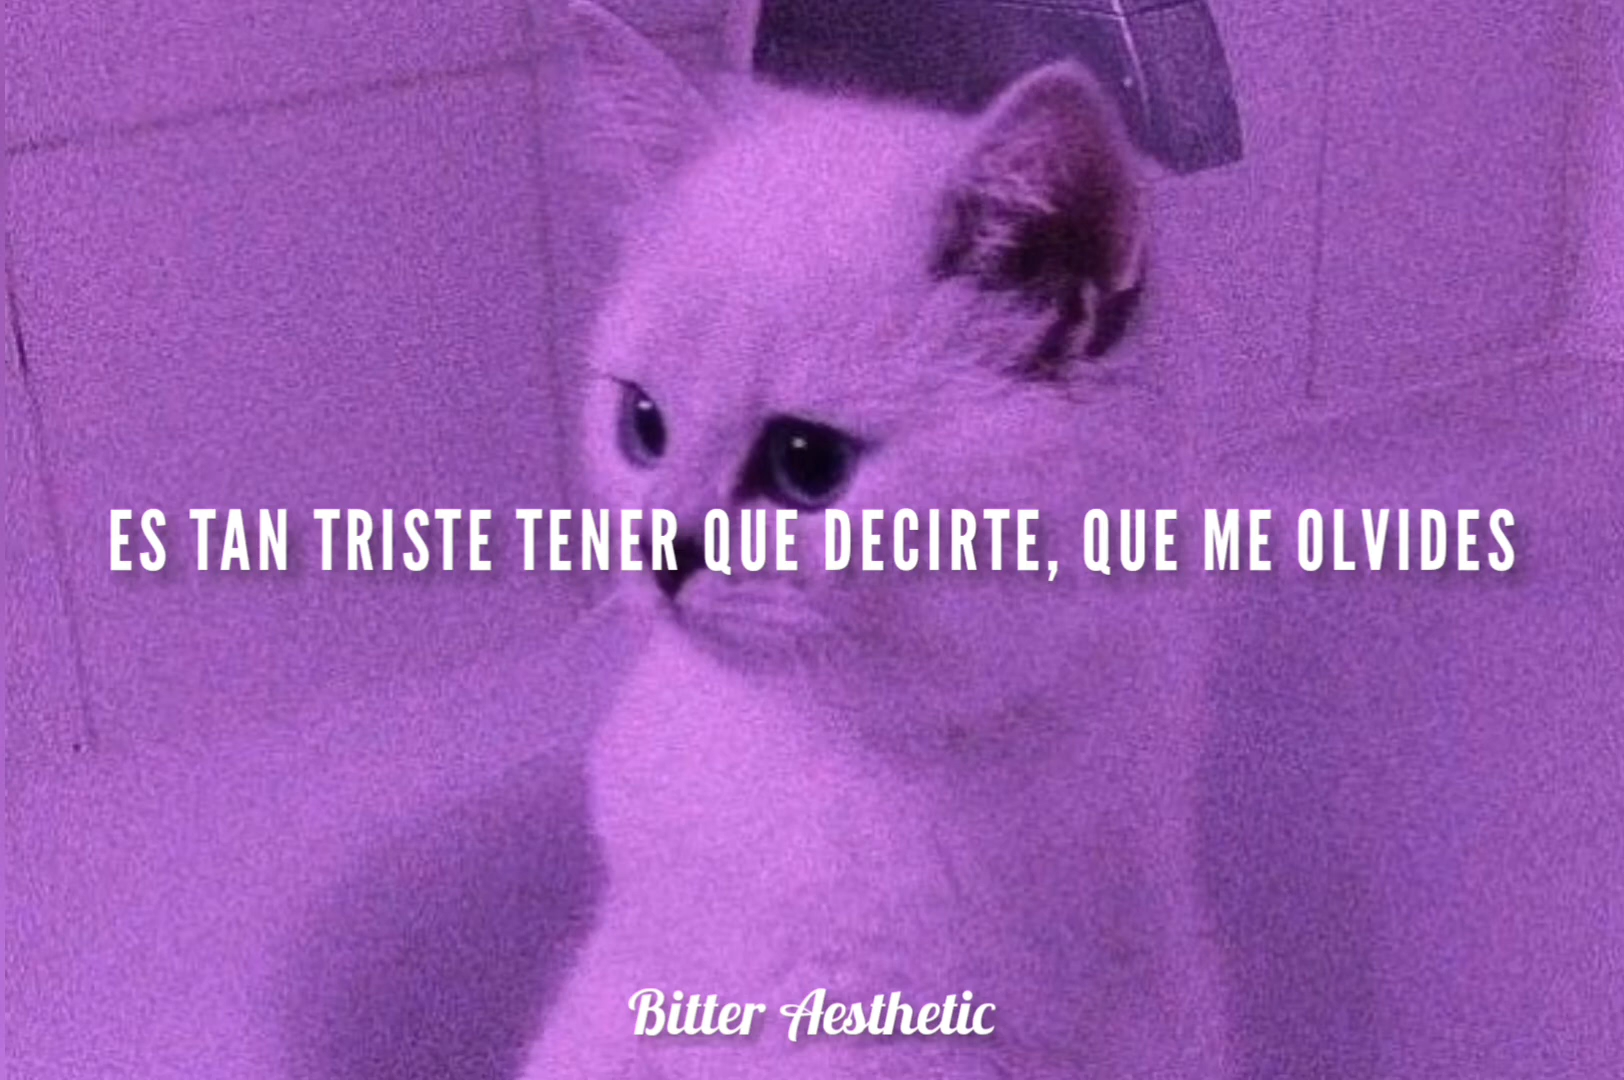 ES TAN TRISTE TENER QUE DECIRTE, QUE ME OLVIDES
Bitter Aesthetic